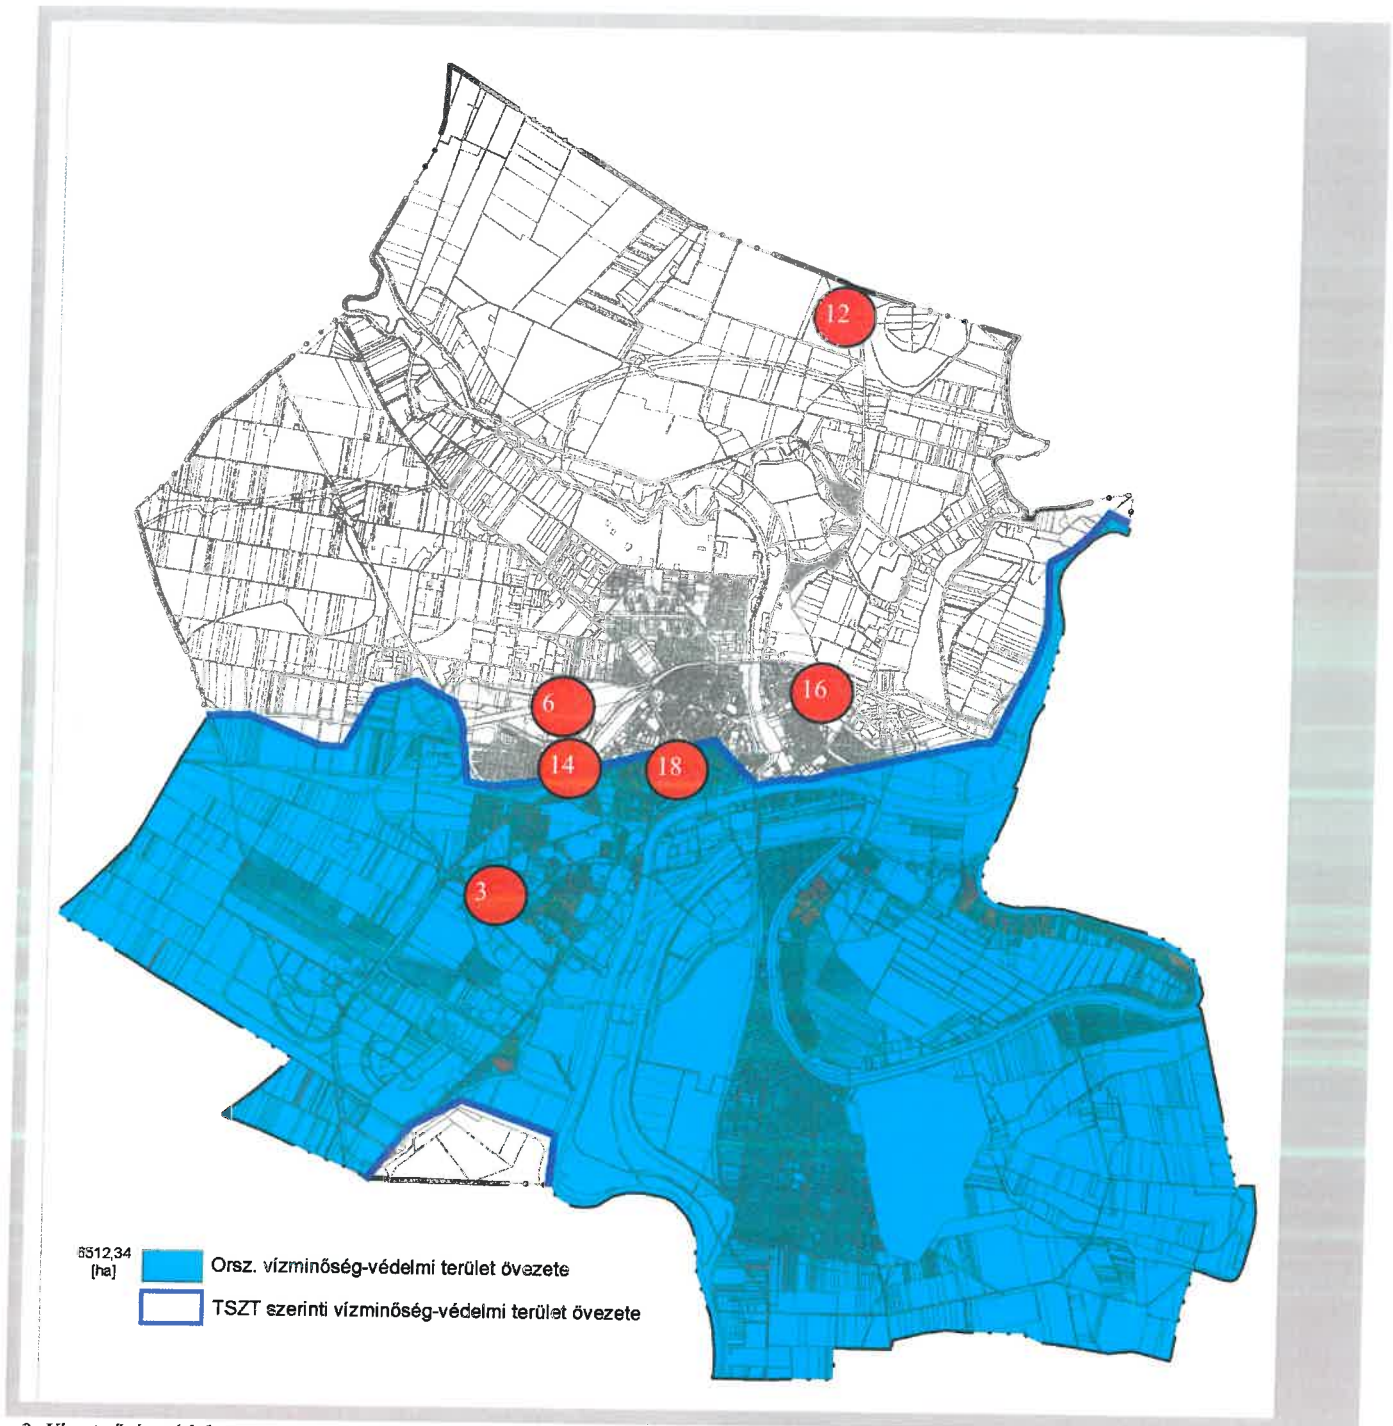 12
16
6
14
18
3
6512,34
[ha]
Orsz. vízminőség-védelmi terület övezete
TSZT szerinti vízminőség-védelmi terület övezete